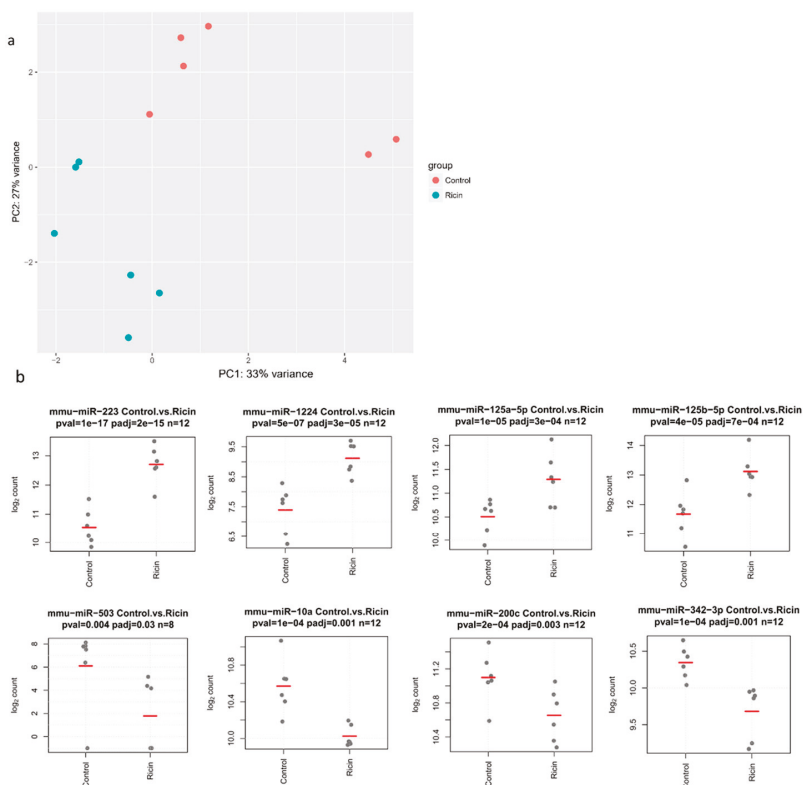 a
2
0
−2
PC2: 27% variance
−2
0
2
4
PC1: 33% variance
group
Control
Ricin
b
mmu−miR−223 Control.vs.Ricin
pval=1e−17 padj=2e−15 n=12
log2 count
10
11
12
13
Control
Ricin
mmu−miR−1224 Control.vs.Ricin
pval=5e−07 padj=3e−05 n=12
log2 count
6.5
7.5
8.5
9.5
Control
Ricin
mmu−miR−125a−5p Control.vs.Ricin
pval=1e−05 padj=3e−04 n=12
log2 count
10.0
10.5
11.0
11.5
12.0
Control
Ricin
mmu−miR−125b−5p Control.vs.Ricin
pval=4e−05 padj=7e−04 n=12
log2 count
11
12
13
14
Control
Ricin
mmu−miR−503 Control.vs.Ricin
pval=0.004 padj=0.03 n=8
log2 count
0
2
4
6
8
Control
Ricin
mmu−miR−10a Control.vs.Ricin
pval=1e−04 padj=0.001 n=12
log2 count
10.0
10.4
10.8
Control
Ricin
mmu−miR−200c Control.vs.Ricin
pval=2e−04 padj=0.003 n=12
log2 count
10.4
10.8
11.2
Control
Ricin
mmu−miR−342−3p Control.vs.Ricin
pval=1e−04 padj=0.001 n=12
log2 count
9.5
10.0
10.5
Control
Ricin